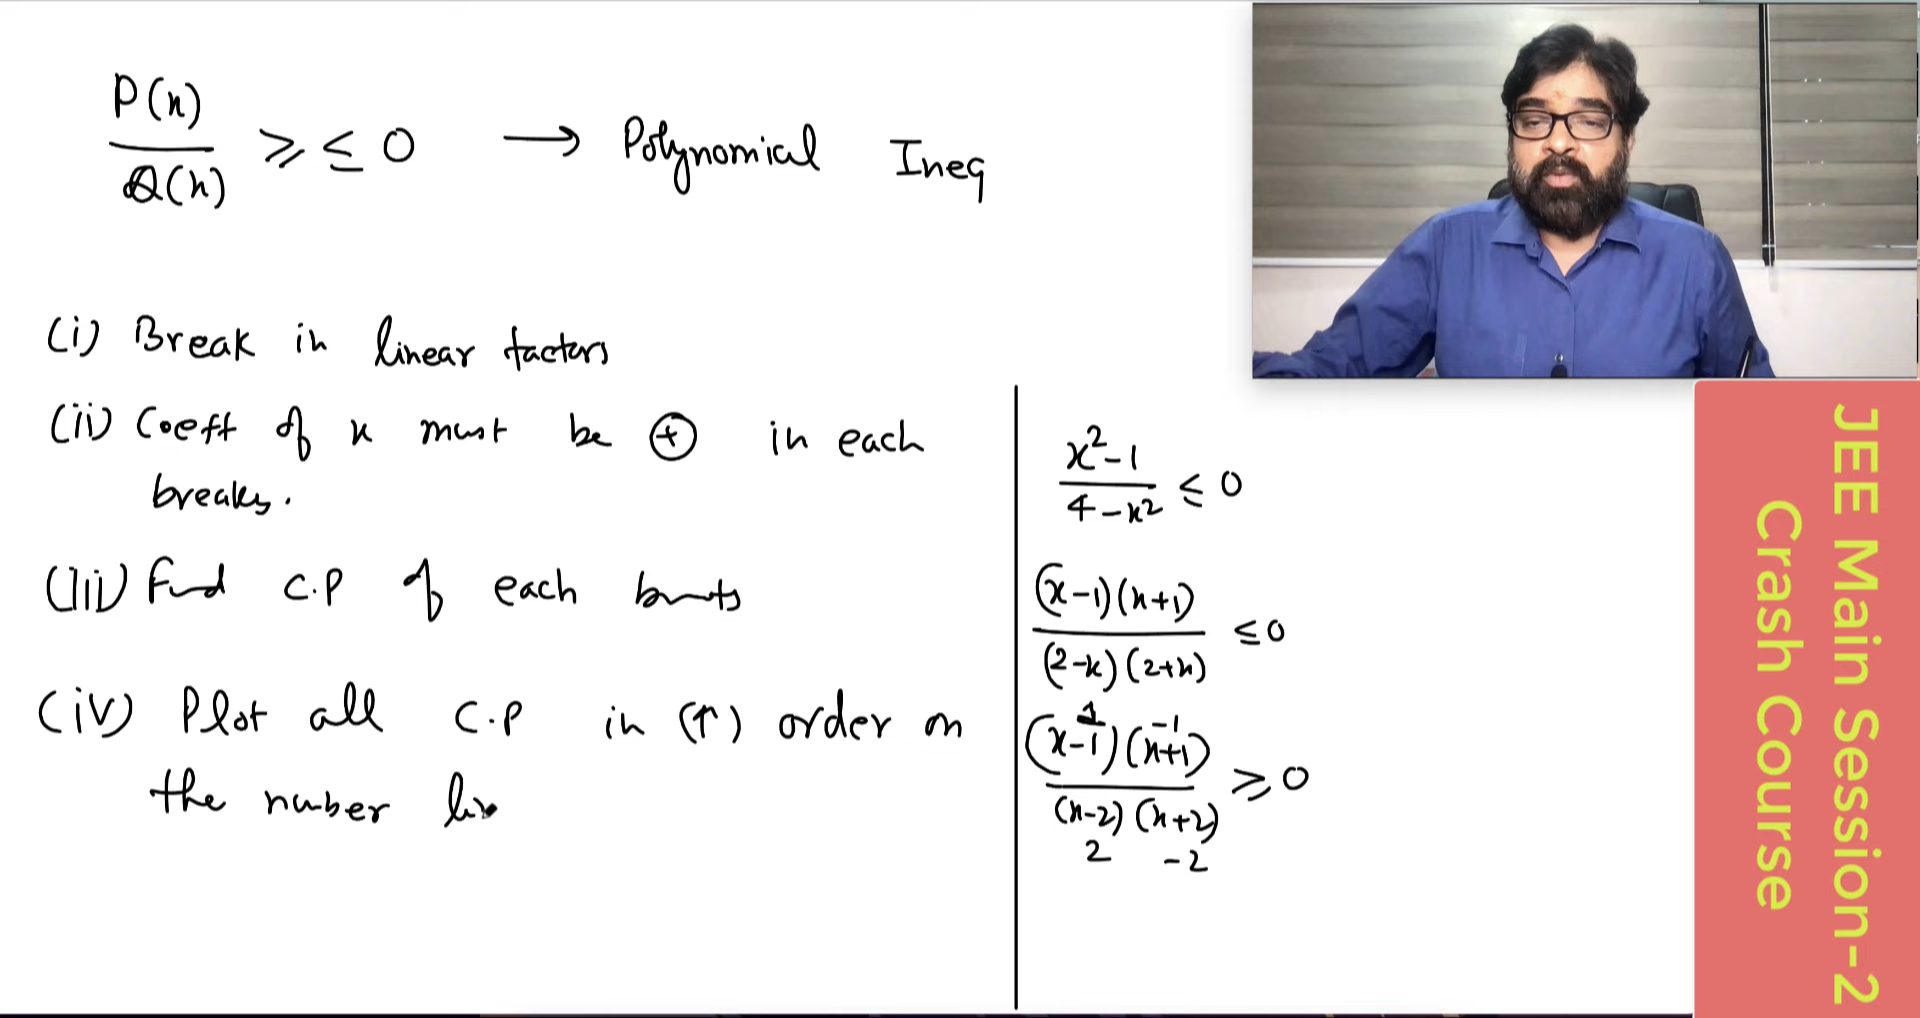 P(x)
Q(x)
≥ ≤ 0 → Polynomial Ineq
(i) Break in linear factors
(ii) Coeff of x must be ⊕ in each
breaks.
(iii) Find C.P of each
(iv) Plot all C.P in (↑) order on
the number
x²-1
4-x²
≤ 0
(x-1)(x+1)
(2-x)(2+x)
≤0
1 -1
(x-1)(x+1)
(x-2)(x+2)
≥0
2 -2
JEE Main Session-2
Crash Course